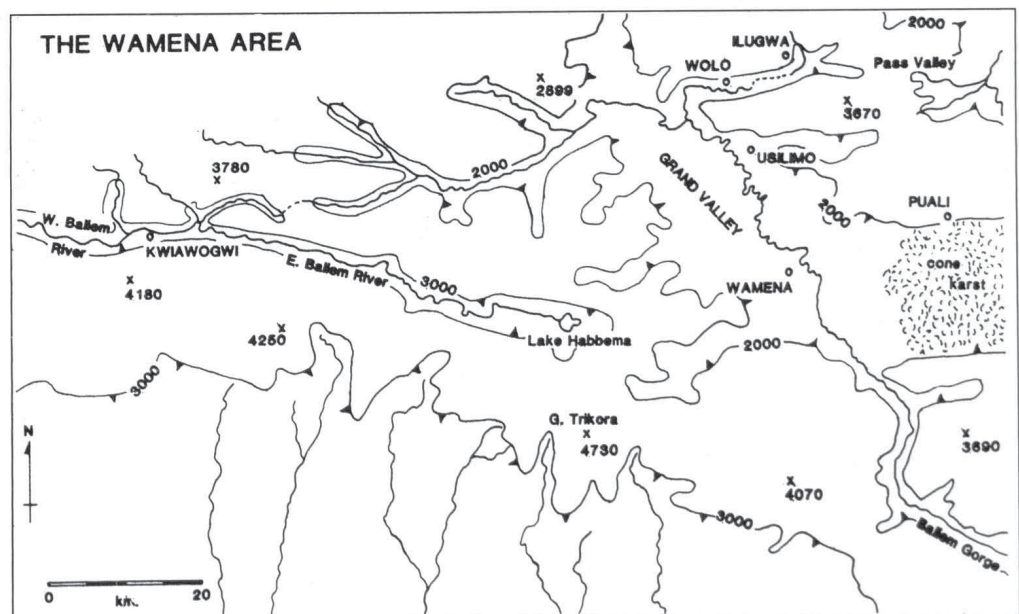 THE WAMENA AREA
2000
ILUGWA
WOLO
Pass Valley
x
2899
x
3670
3780
x
2000
USILIMO
GRAND VALLEY
2000
PUALI
W. Baliem
River
KWIAWOGWI
E. Baliem River
cone
karst
x
4180
3000
WAMENA
x
4250
Lake Habbema
2000
3000
G. Trikora
x
4730
x
3690
N
x
4070
3000
Baliem Gorge
0 20
km.